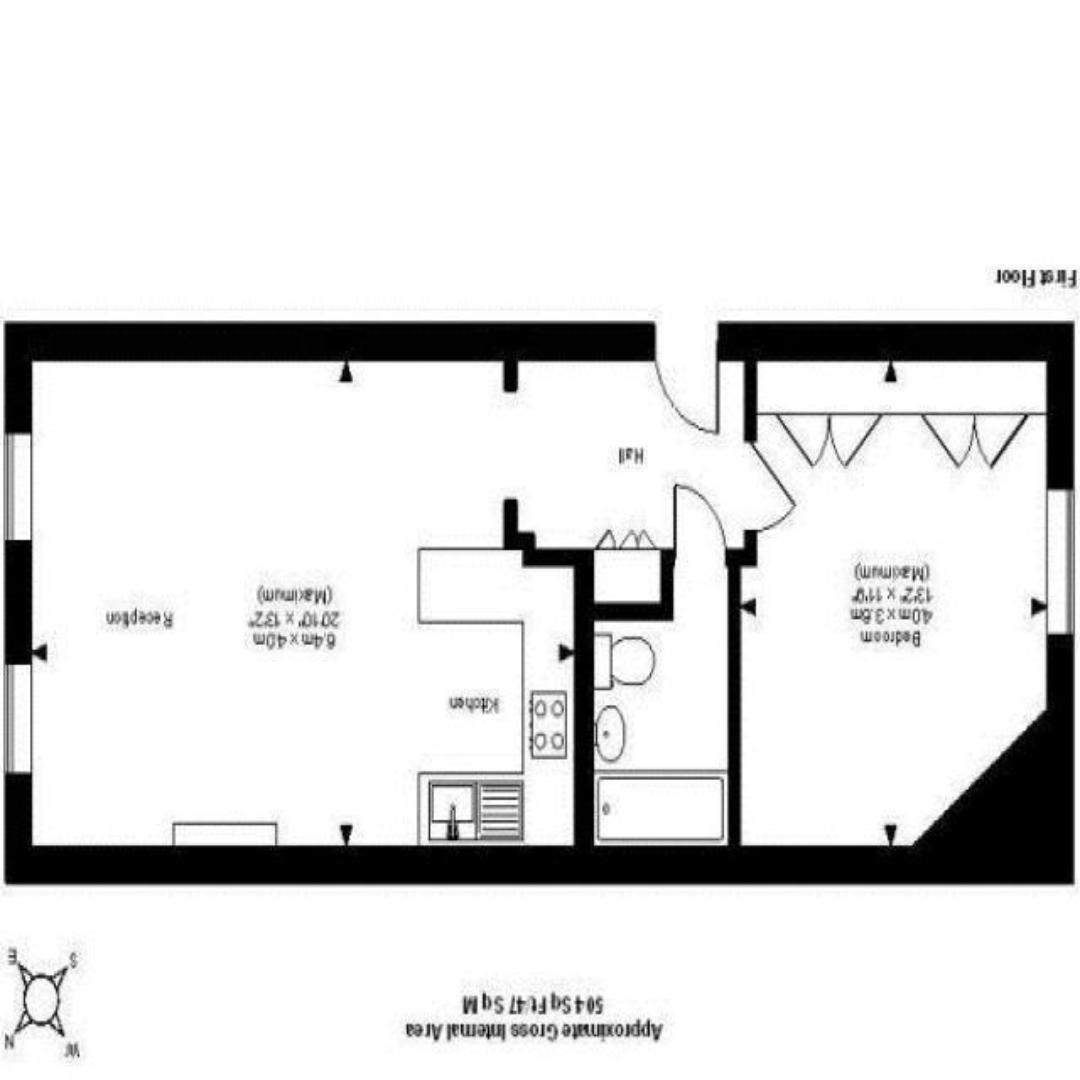 Approximate Gross Internal Area
504 Sq Ft/47 Sq M
N
W
E
S
Reception
6.4m x 4.0m
20'10" x 13'2"
(Maximum)
Kitchen
Hall
Bedroom
4.0m x 3.6m
13'2" x 11'9"
(Maximum)
First Floor